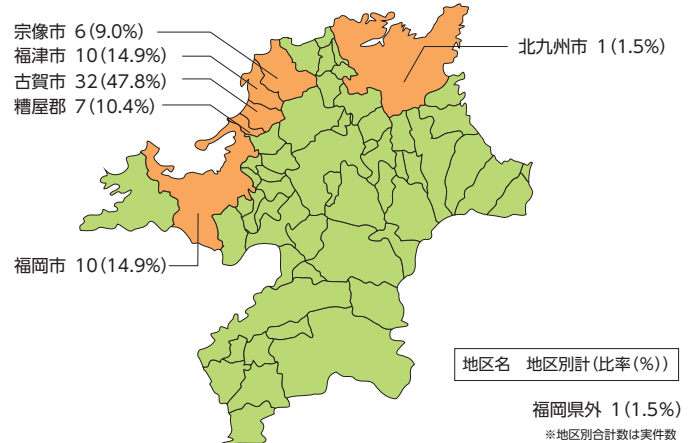 宗像市 6(9.0%)
福津市 10(14.9%)
古賀市 32(47.8%)
糟屋郡 7(10.4%)
北九州市 1(1.5%)
福岡市 10(14.9%)
地区名 地区別計(比率(%))
福岡県外 1(1.5%)
※地区別合計数は実件数